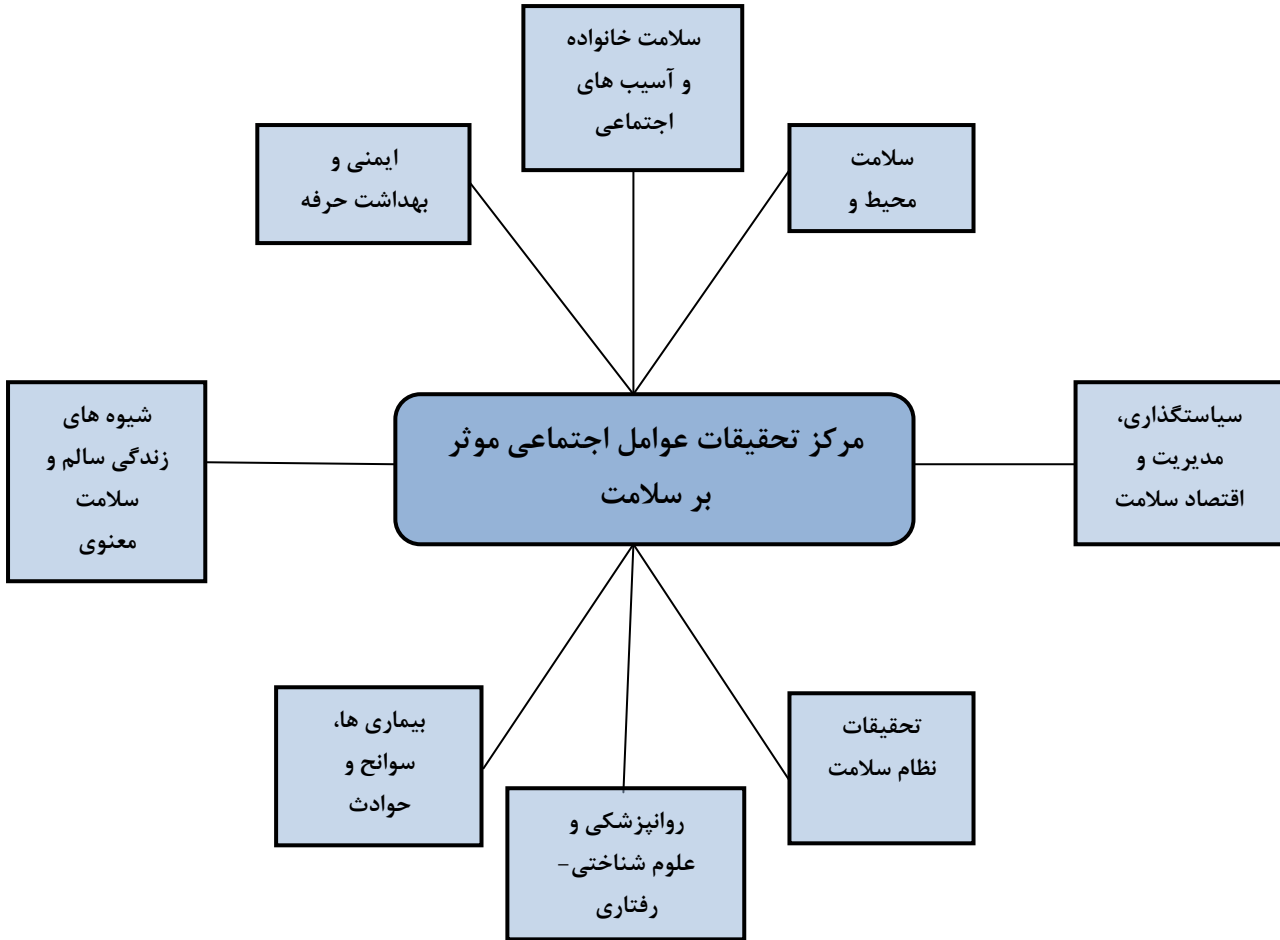 سلامت خانواده
و آسیب های
اجتماعی
ایمنی و
بهداشت حرفه
سلامت
محیط و
شیوه های
زندگی سالم و
سلامت
معنوی
مرکز تحقیقات عوامل اجتماعی موثر
بر سلامت
سیاستگذاری،
مدیریت و
اقتصاد سلامت
بیماری ها،
سوانح و
حوادث
روانپزشکی و
علوم شناختی-
رفتاری
تحقیقات
نظام سلامت